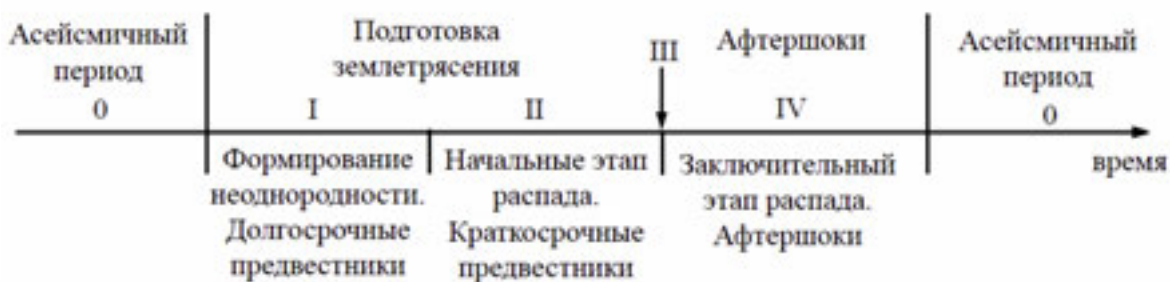 Асейсмичный
период
0
Подготовка
землетрясения
I
II
III
Афтершоки
IV
Асейсмичный
период
0
время
Формирование
неоднородности.
Долгосрочные
предвестники
Начальные этап
распада.
Краткосрочные
предвестники
Заключительный
этап распада.
Афтершоки